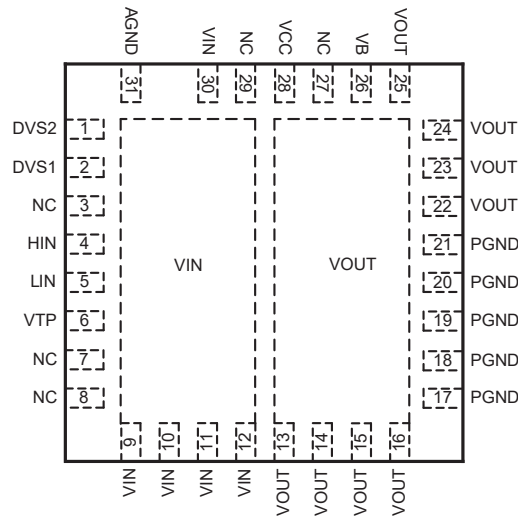 AGND
VIN
NC
VCC
NC
VB
VOUT
31
30
29
28
27
26
25
DVS2 1
DVS1 2
NC 3
HIN 4
LIN 5
VTP 6
NC 7
NC 8
VIN
VOUT
24 VOUT
23 VOUT
22 VOUT
21 PGND
20 PGND
19 PGND
18 PGND
17 PGND
9
10
11
12
13
14
15
16
VIN
VIN
VIN
VIN
VOUT
VOUT
VOUT
VOUT